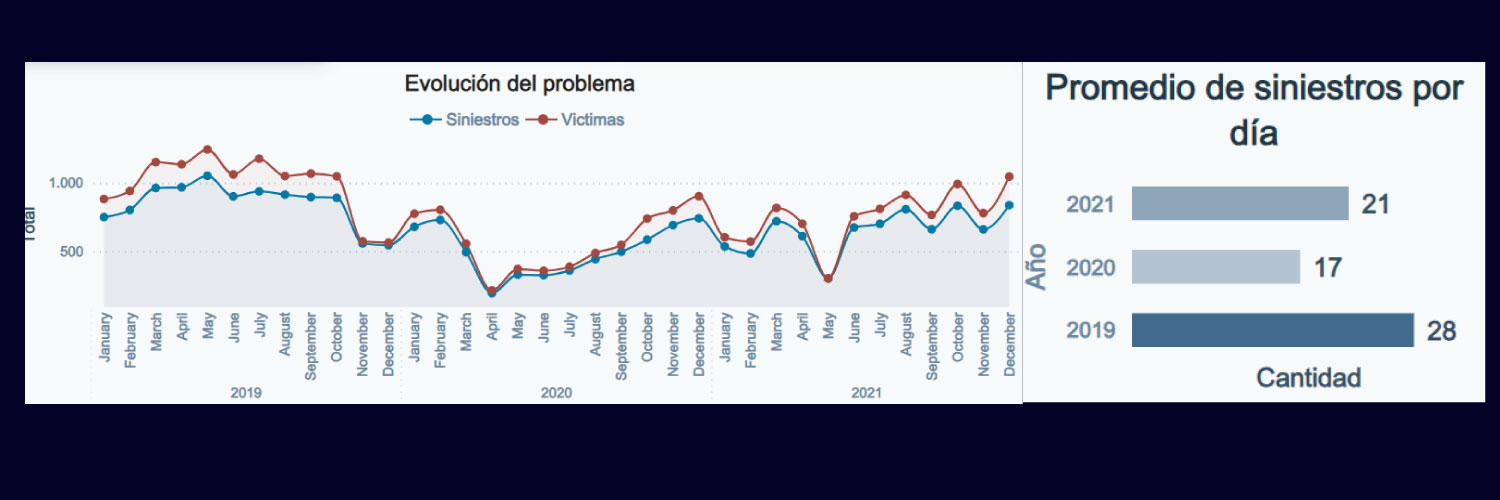 Evolución del problema
Siniestros Victimas
1.000
500
Total
January February March April May June July August September October November December January February March April May June July August September October November December January February March April May June July August September October November December
2019 2020 2021
Promedio de siniestros por
día
2021 21
2020 17
2019 28
Año
Cantidad